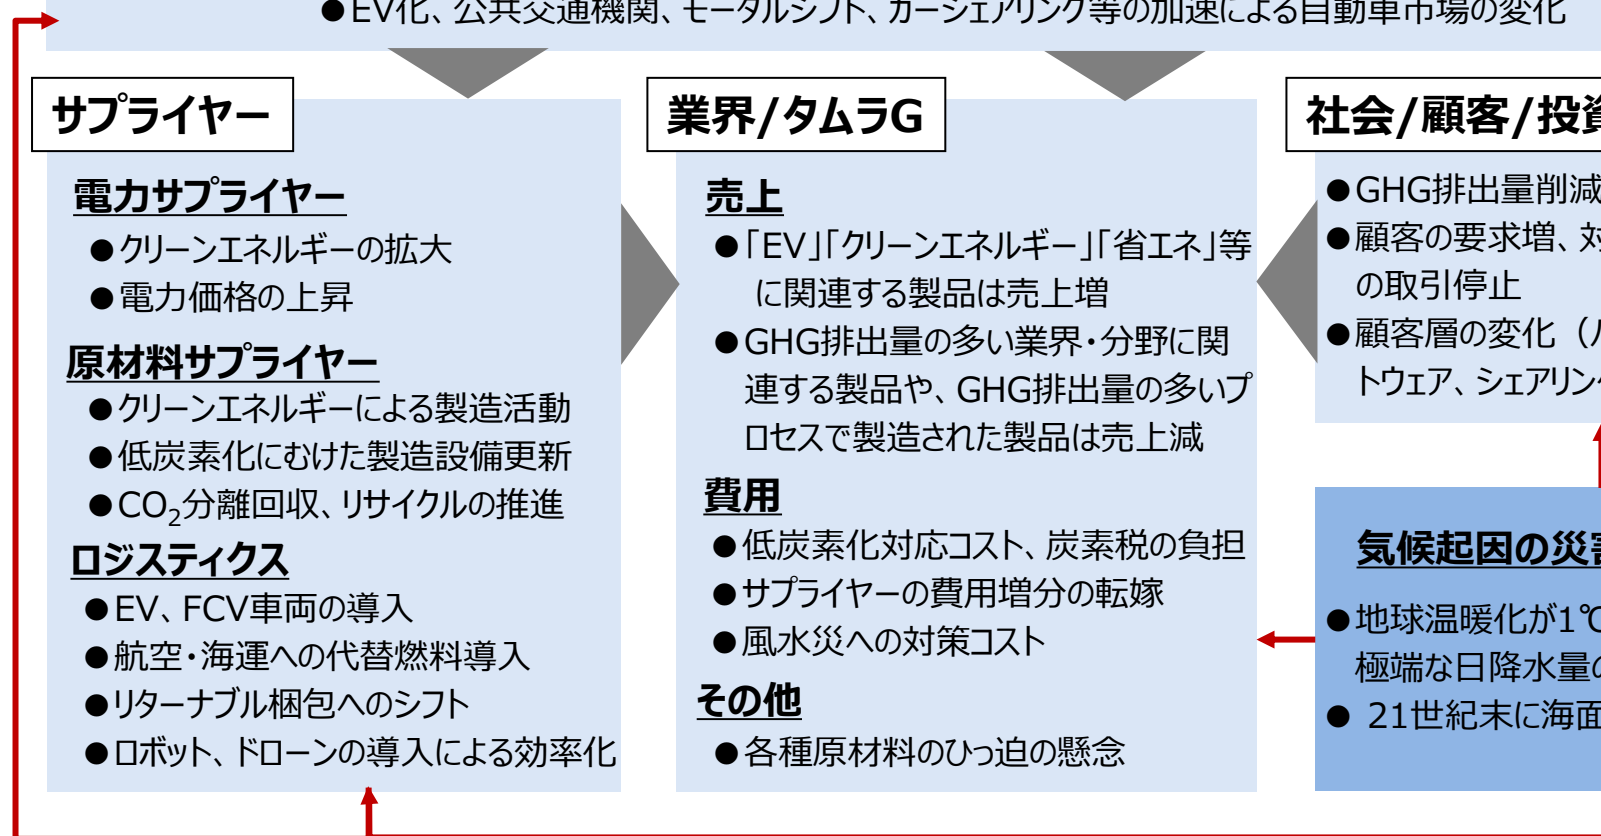 ●EV化、公共交通機関、モーダルシフト、カーシェアリング等の加速による自動車市場の変化
サプライヤー
電力サプライヤー
●クリーンエネルギーの拡大
●電力価格の上昇
原材料サプライヤー
●クリーンエネルギーによる製造活動
●低炭素化にむけた製造設備更新
●CO₂分離回収、リサイクルの推進
ロジスティクス
●EV、FCV車両の導入
●航空・海運への代替燃料導入
●リターナブル梱包へのシフト
●ロボット、ドローンの導入による効率化
業界/タムラG
売上
●「EV」「クリーンエネルギー」「省エネ」等
に関連する製品は売上増
●GHG排出量の多い業界・分野に関
連する製品や、GHG排出量の多いプ
ロセスで製造された製品は売上減
費用
●低炭素化対応コスト、炭素税の負担
●サプライヤーの費用増分の転嫁
●風水災への対策コスト
その他
●各種原材料のひっ迫の懸念
社会/顧客/投資
●GHG排出量削減
●顧客の要求増、対
の取引停止
●顧客層の変化（
トウェア、シェアリング
気候起因の災害
●地球温暖化が1℃
極端な日降水量の
● 21世紀末に海面